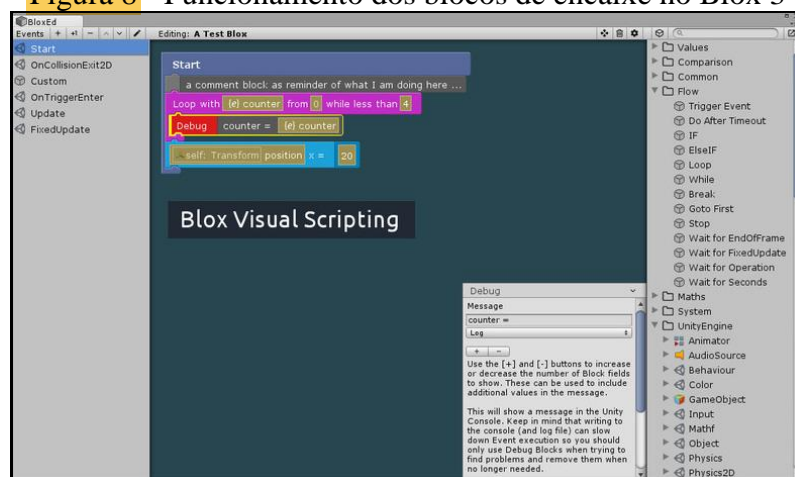 Figura 8 - Funcionamento dos blocos de encaixe no Blox 3
BloxEd
Events + +1 - ^ v
Editing: A Test Blox
Start
OnCollisionExit2D
Custom
OnTriggerEnter
Update
FixedUpdate
Start
a comment block as reminder of what I am doing here ...
Loop with (e) counter from 0 while less than 4
Debug counter = (e) counter
self: Transform position x = 20
Blox Visual Scripting
Debug
Message
counter =
Log
+ -
Use the [+] and [-] buttons to increase
or decrease the number of Block fields
to show. These can be used to include
additional values in the message.
This will show a message in the Unity
Console. Keep in mind that writing to
the console (and log file) can slow
down Event execution so you should
only use Debug Blocks when trying to
find problems and remove them when
no longer needed.
Values
Comparison
Common
Flow
Trigger Event
Do After Timeout
IF
ElseIF
Loop
While
Break
Goto First
Stop
Wait for EndOfFrame
Wait for FixedUpdate
Wait for Operation
Wait for Seconds
Maths
System
UnityEngine
Animator
AudioSource
Behaviour
Color
GameObject
Input
Mathf
Object
Physics
Physics2D